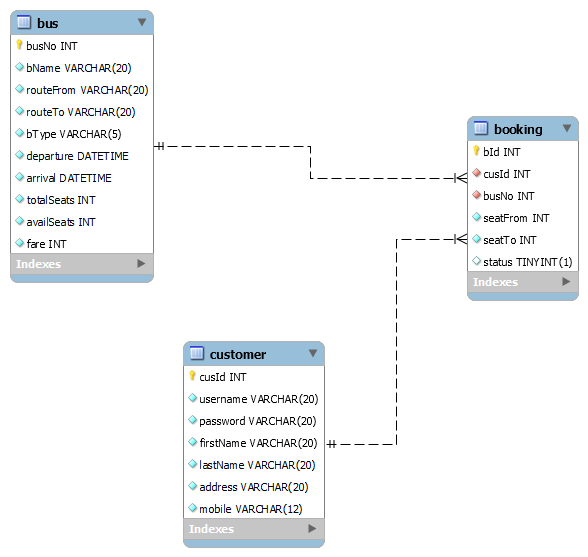 bus
busNo INT
bName VARCHAR(20)
routeFrom VARCHAR(20)
routeTo VARCHAR(20)
bType VARCHAR(5)
departure DATETIME
arrival DATETIME
totalSeats INT
availSeats INT
fare INT
Indexes
booking
bId INT
cusId INT
busNo INT
seatFrom INT
seatTo INT
status TINYINT(1)
Indexes
customer
cusId INT
username VARCHAR(20)
password VARCHAR(20)
firstName VARCHAR(20)
lastName VARCHAR(20)
address VARCHAR(20)
mobile VARCHAR(12)
Indexes